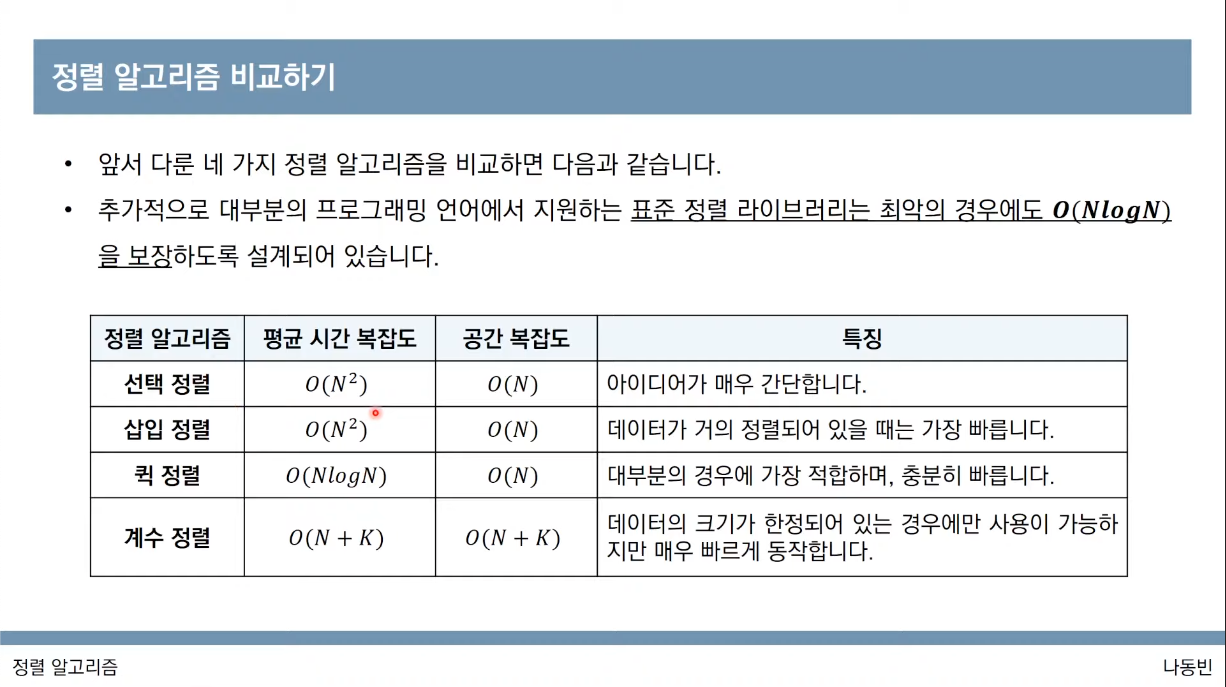 정렬 알고리즘 비교하기
• 앞서 다룬 네 가지 정렬 알고리즘을 비교하면 다음과 같습니다.
• 추가적으로 대부분의 프로그래밍 언어에서 지원하는 표준 정렬 라이브러리는 최악의 경우에도 O(NlogN)
을 보장하도록 설계되어 있습니다.
정렬 알고리즘 평균 시간 복잡도 공간 복잡도 특징
선택 정렬 O(N²) O(N) 아이디어가 매우 간단합니다.
삽입 정렬 O(N²) O(N) 데이터가 거의 정렬되어 있을 때는 가장 빠릅니다.
퀵 정렬 O(NlogN) O(N) 대부분의 경우에 가장 적합하며, 충분히 빠릅니다.
계수 정렬 O(N + K) O(N + K) 데이터의 크기가 한정되어 있는 경우에만 사용이 가능하
지만 매우 빠르게 동작합니다.
정렬 알고리즘 나동빈